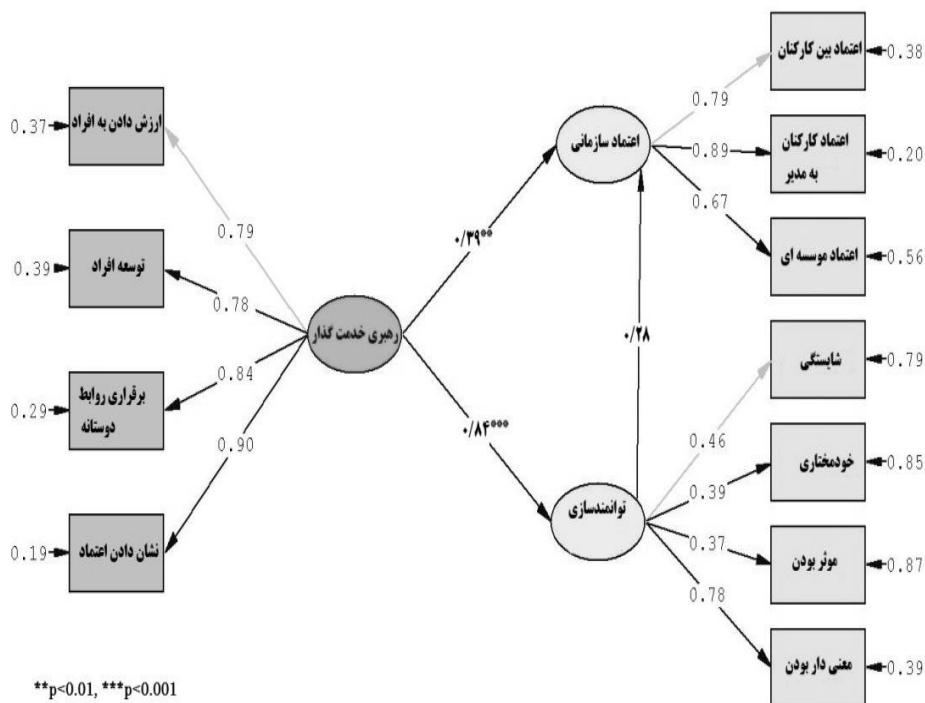 0.37
ارزش دادن به افراد
0.79
0.39
توسعه افراد
0.78
0.29
برقراری روابط
دوستانه
0.84
0.19
نشان دادن اعتماد
0.90
رهبری خدمت گذار
۰/۳۹**
۰/۸۴***
۰/۲۸
اعتماد سازمانی
0.79
اعتماد بین کارکنان
0.38
0.89
اعتماد کارکنان
به مدیر
0.20
0.67
اعتماد موسسه ای
0.56
توانمندسازی
0.46
شایستگی
0.79
0.39
خودمختاری
0.85
0.37
موثر بودن
0.87
0.78
معنی دار بودن
0.39
**p<0.01, ***p<0.001